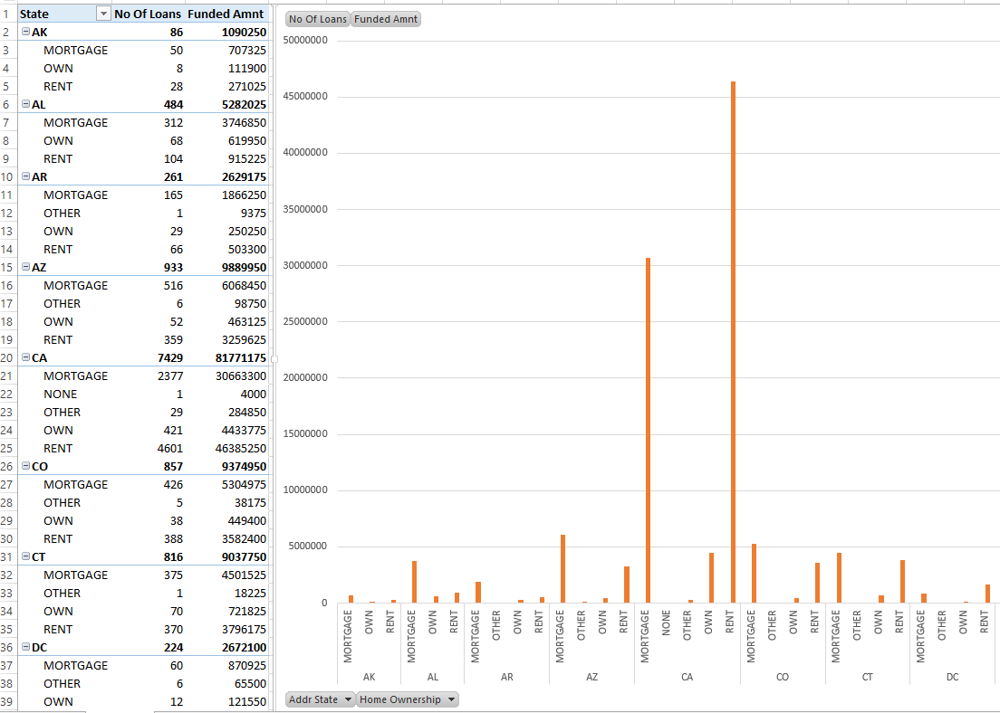 1 State No Of Loans Funded Amnt
2 AK 86 1090250
3 MORTGAGE 50 707325
4 OWN 8 111900
5 RENT 28 271025
6 AL 484 5282025
7 MORTGAGE 312 3746850
8 OWN 68 619950
9 RENT 104 915225
10 AR 261 2629175
11 MORTGAGE 165 1866250
12 OTHER 1 9375
13 OWN 29 250250
14 RENT 66 503300
15 AZ 933 9889950
16 MORTGAGE 516 6068450
17 OTHER 6 98750
18 OWN 52 463125
19 RENT 359 3259625
20 CA 7429 81771175
21 MORTGAGE 2377 30663300
22 NONE 1 4000
23 OTHER 29 284850
24 OWN 421 4433775
25 RENT 4601 46385250
26 CO 857 9374950
27 MORTGAGE 426 5304975
28 OTHER 5 38175
29 OWN 38 449400
30 RENT 388 3582400
31 CT 816 9037750
32 MORTGAGE 375 4501525
33 OTHER 1 18225
34 OWN 70 721825
35 RENT 370 3796175
36 DC 224 2672100
37 MORTGAGE 60 870925
38 OTHER 6 65500
39 OWN 12 121550
No Of Loans Funded Amnt
50000000
45000000
40000000
35000000
30000000
25000000
20000000
15000000
10000000
5000000
0
MORTGAGE OWN RENT MORTGAGE OWN RENT MORTGAGE OTHER OWN RENT MORTGAGE OTHER OWN RENT MORTGAGE NONE OTHER OWN RENT MORTGAGE OTHER OWN RENT MORTGAGE OTHER OWN RENT MORTGAGE OTHER OWN RENT
AK AL AR AZ CA CO CT DC
Addr State Home Ownership